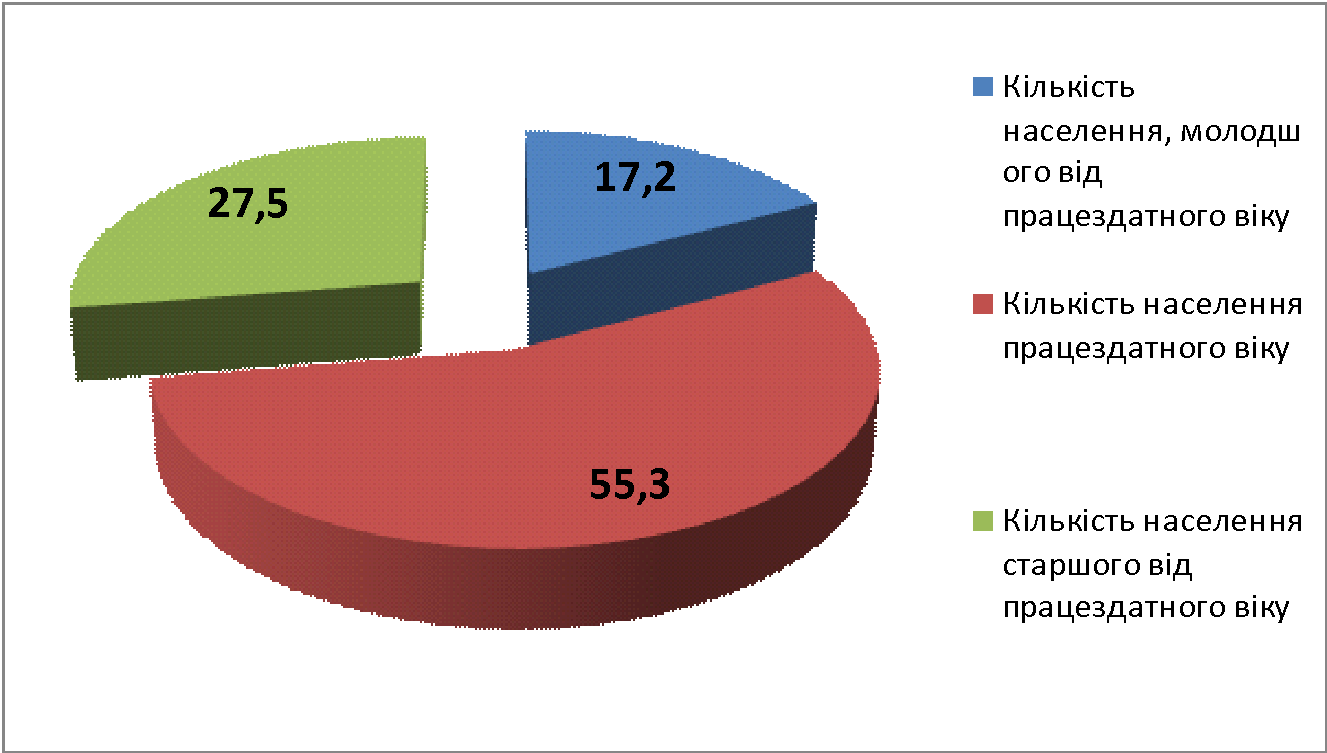 17,2
27,5
55,3
Кількість
населення, молодш
ого від
працездатного віку
Кількість населення
працездатного віку
Кількість населення
старшого від
працездатного віку